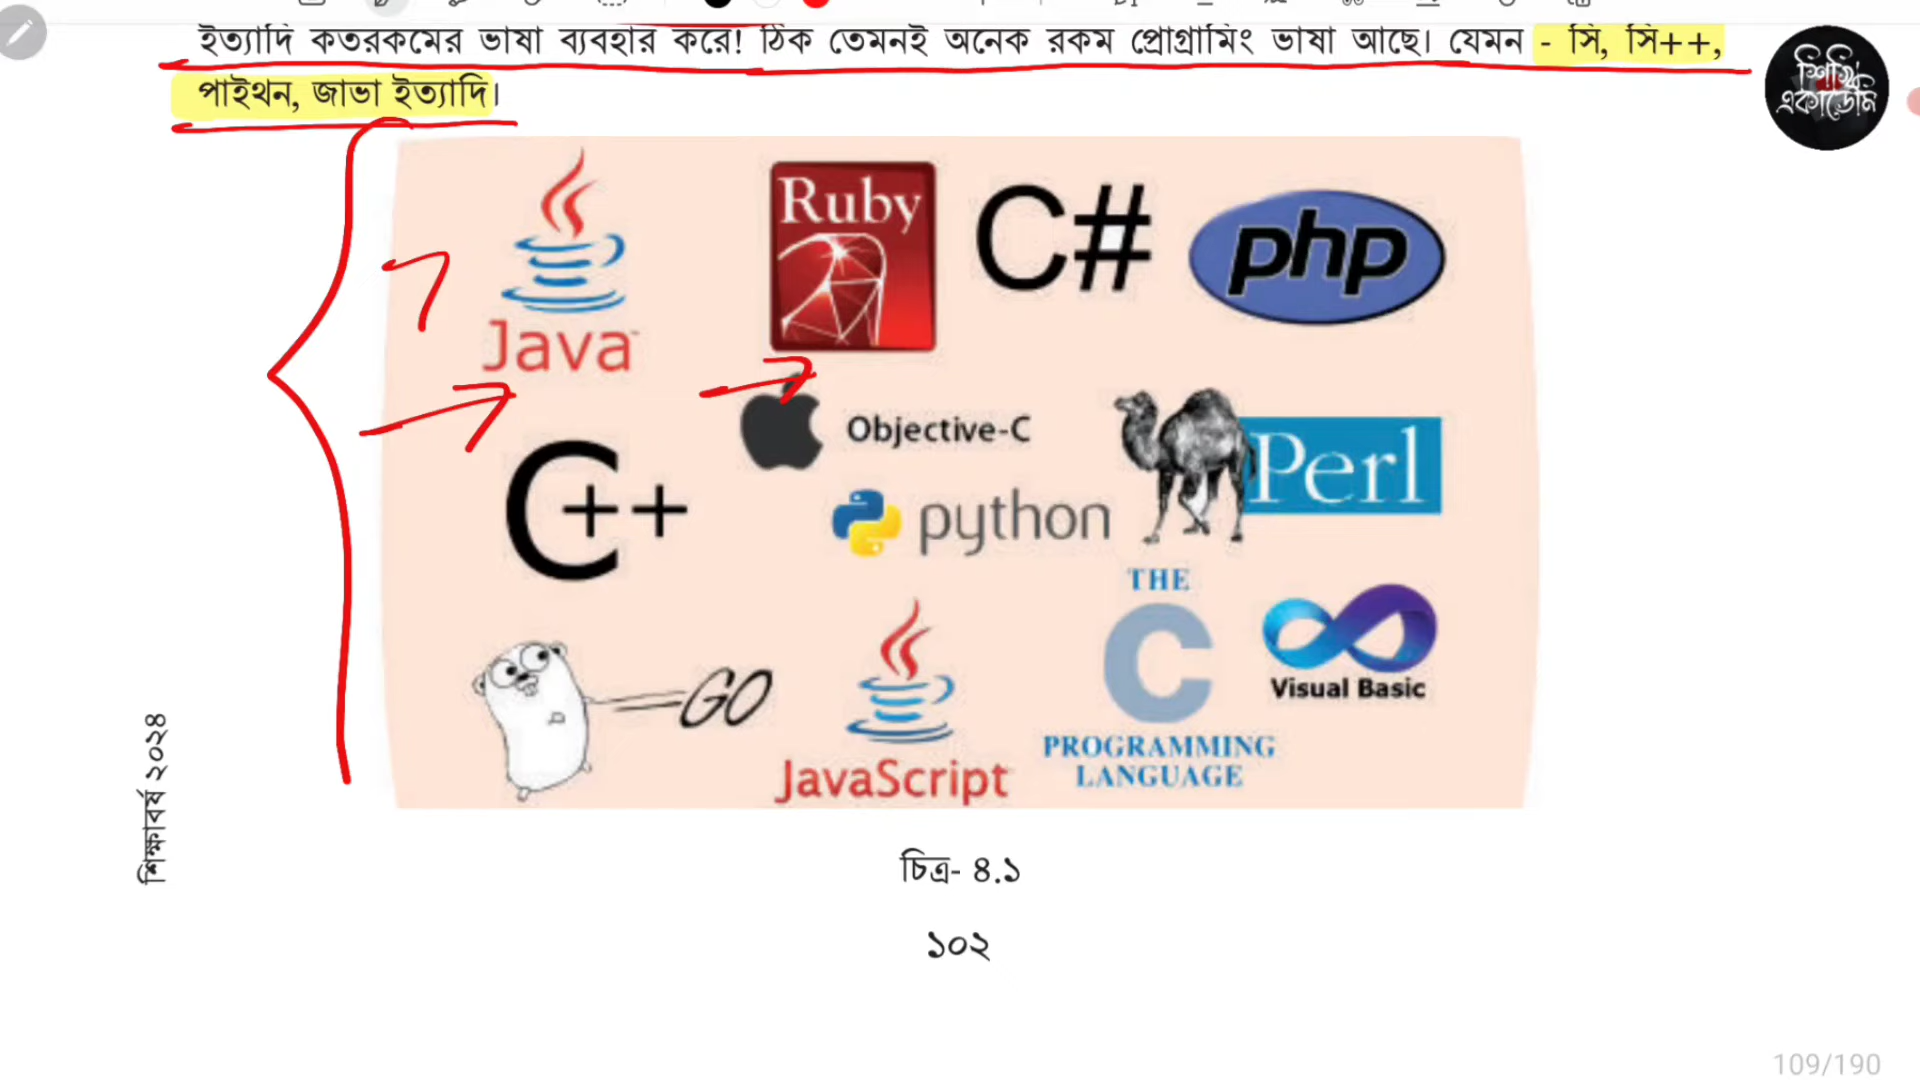 ইত্যাদি কতরকমের ভাষা ব্যবহার করে! ঠিক তেমনই অনেক রকম প্রোগ্রামিং ভাষা আছে। যেমন - সি, সি++,
পাইথন, জাভা ইত্যাদি।
শিখি
একাডেমি
Ruby
C#
php
Java
Objective-C
Perl
C++
python
THE
C
PROGRAMMING
LANGUAGE
Visual Basic
GO
JavaScript
শিক্ষাবর্ষ ২০২৪
চিত্র- ৪.১
১০২
109/190